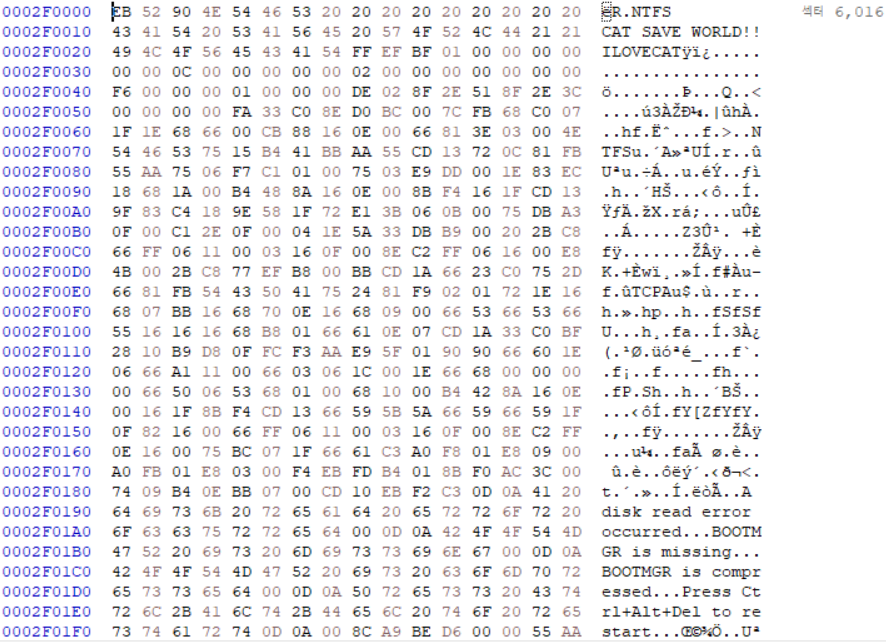 0002F0000 EB 52 90 4E 54 46 53 20 20 20 20 20 20 20 20 20 ëR.NTFS 섹터 6,016
0002F0010 43 41 54 20 53 41 56 45 20 57 4F 52 4C 44 21 21 CAT SAVE WORLD!!
0002F0020 49 4C 4F 56 45 43 41 54 FF EF BF 01 00 00 00 00 ILOVECATÿï¿.....
0002F0030 00 00 0C 00 00 00 00 00 02 00 00 00 00 00 00 00 ................
0002F0040 F6 00 00 00 01 00 00 00 DE 02 8F 2E 51 8F 2E 3C ö.......Þ...Q..<
0002F0050 00 00 00 00 FA 33 C0 8E D0 BC 00 7C FB 68 C0 07 ....ú3ÀŽÐ¼.|ûhÀ.
0002F0060 1F 1E 68 66 00 CB 88 16 0E 00 66 81 3E 03 00 4E ..hf.Ëˆ...f.>..N
0002F0070 54 46 53 75 15 B4 41 BB AA 55 CD 13 72 0C 81 FB TFSu.´A»ªUÍ.r..û
0002F0080 55 AA 75 06 F7 C1 01 00 75 03 E9 DD 00 1E 83 EC Uªu.÷Á..u.éÝ..ƒì
0002F0090 18 68 1A 00 B4 48 8A 16 0E 00 8B F4 16 1F CD 13 .h..´HŠ...‹ô..Í.
0002F00A0 9F 83 C4 18 9E 58 1F 72 E1 3B 06 0B 00 75 DB A3 ŸƒÄ.žX.rá;...uÛ£
0002F00B0 0F 00 C1 2E 0F 00 04 1E 5A 33 DB B9 00 20 2B C8 ..Á.....Z3Û¹. +È
0002F00C0 66 FF 06 11 00 03 16 0F 00 8E C2 FF 06 16 00 E8 fÿ.......ŽÂÿ...è
0002F00D0 4B 00 2B C8 77 EF B8 00 BB CD 1A 66 23 C0 75 2D K.+Èwï¸.»Í.f#Àu-
0002F00E0 66 81 FB 54 43 50 41 75 24 81 F9 02 01 72 1E 16 f.ûTCPAu$.ù..r..
0002F00F0 68 07 BB 16 68 70 0E 16 68 09 00 66 53 66 53 66 h.».hp..h..fSfSf
0002F0100 55 16 16 16 68 B8 01 66 61 0E 07 CD 1A 33 C0 BF U...h¸.fa..Í.3À¿
0002F0110 28 10 B9 D8 0F FC F3 AA E9 5F 01 90 90 66 60 1E (.¹Ø.üóªé_...f`.
0002F0120 06 66 A1 11 00 66 03 06 1C 00 1E 66 68 00 00 00 .f¡..f.....fh...
0002F0130 00 66 50 06 53 68 01 00 68 10 00 B4 42 8A 16 0E .fP.Sh..h..´BŠ..
0002F0140 00 16 1F 8B F4 CD 13 66 59 5B 5A 66 59 66 59 1F ...‹ôÍ.fY[ZfYfY.
0002F0150 0F 82 16 00 66 FF 06 11 00 03 16 0F 00 8E C2 FF .‚..fÿ.......ŽÂÿ
0002F0160 0E 16 00 75 BC 07 1F 66 61 C3 A0 F8 01 E8 09 00 ...u¼..faÃ ø.è..
0002F0170 A0 FB 01 E8 03 00 F4 EB FD B4 01 8B F0 AC 3C 00  û.è..ôëý´.‹ð¬<.
0002F0180 74 09 B4 0E BB 07 00 CD 10 EB F2 C3 0D 0A 41 20 t.´.»..Í.ëòÃ..A
0002F0190 64 69 73 6B 20 72 65 61 64 20 65 72 72 6F 72 20 disk read error
0002F01A0 6F 63 63 75 72 72 65 64 00 0D 0A 42 4F 4F 54 4D occurred...BOOTM
0002F01B0 47 52 20 69 73 20 6D 69 73 73 69 6E 67 00 0D 0A GR is missing...
0002F01C0 42 4F 4F 54 4D 47 52 20 69 73 20 63 6F 6D 70 72 BOOTMGR is compr
0002F01D0 65 73 73 65 64 00 0D 0A 50 72 65 73 73 20 43 74 essed...Press Ct
0002F01E0 72 6C 2B 41 6C 74 2B 44 65 6C 20 74 6F 20 72 65 rl+Alt+Del to re
0002F01F0 73 74 61 72 74 0D 0A 00 8C A9 BE D6 00 00 55 AA start...Œ©¾Ö..Uª